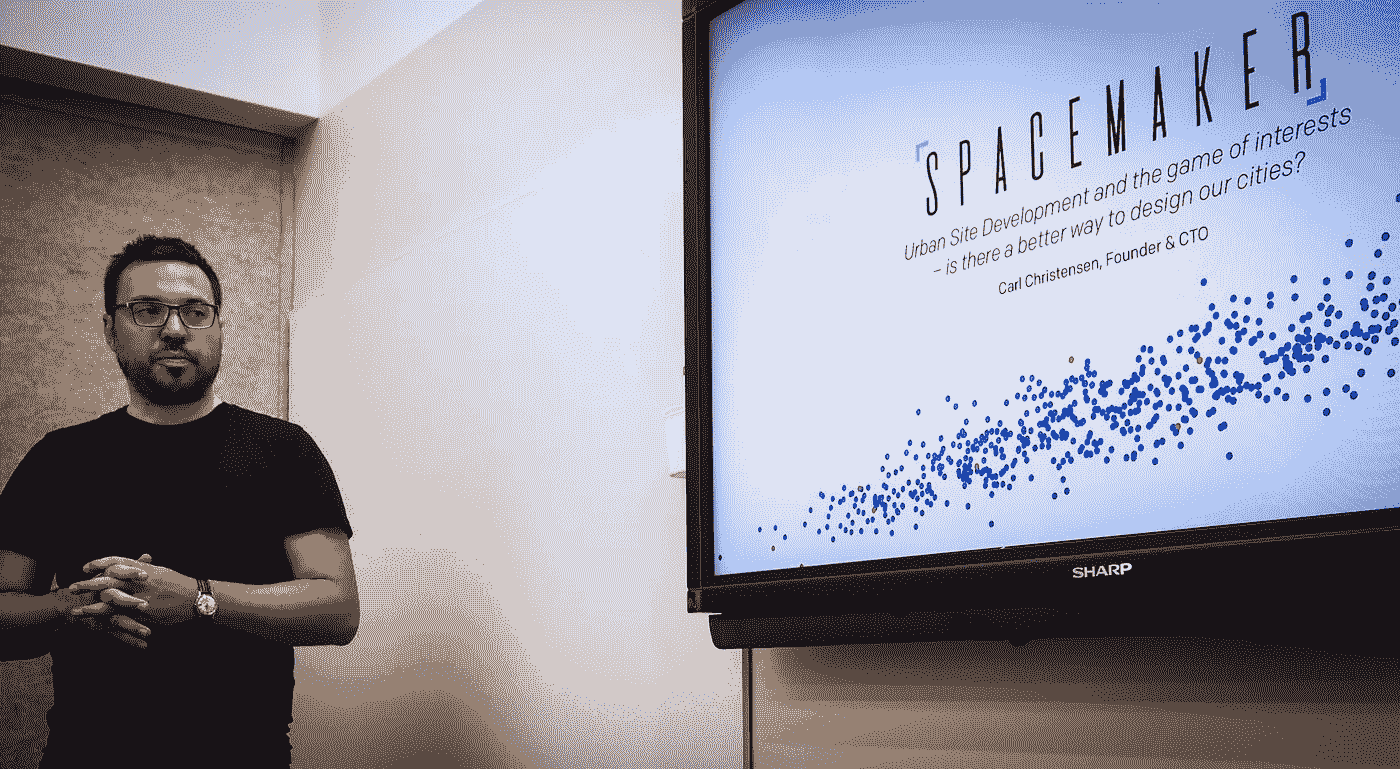 SPACEMAKER
Urban Site Development and the game of interests
– is there a better way to design our cities?
Carl Christensen, Founder & CTO
SHARP